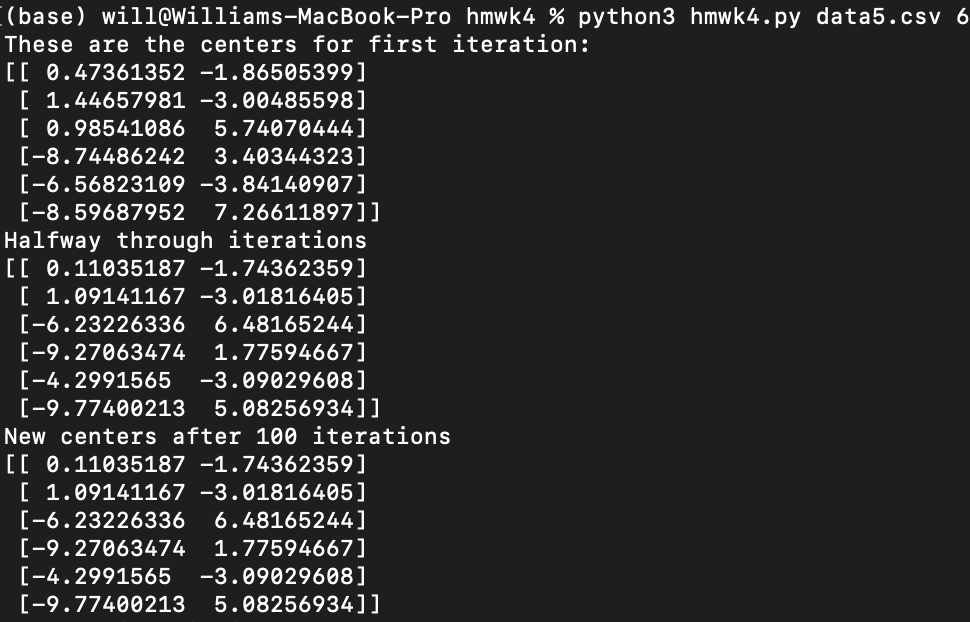 (base) will@Williams-MacBook-Pro hmwk4 % python3 hmwk4.py data5.csv 6
These are the centers for first iteration:
[[ 0.47361352 -1.86505399]
 [ 1.44657981 -3.00485598]
 [ 0.98541086  5.74070444]
 [-8.74486242  3.40344323]
 [-6.56823109 -3.84140907]
 [-8.59687952  7.26611897]]
Halfway through iterations
[[ 0.11035187 -1.74362359]
 [ 1.09141167 -3.01816405]
 [-6.23226336  6.48165244]
 [-9.27063474  1.77594667]
 [-4.2991565  -3.09029608]
 [-9.77400213  5.08256934]]
New centers after 100 iterations
[[ 0.11035187 -1.74362359]
 [ 1.09141167 -3.01816405]
 [-6.23226336  6.48165244]
 [-9.27063474  1.77594667]
 [-4.2991565  -3.09029608]
 [-9.77400213  5.08256934]]